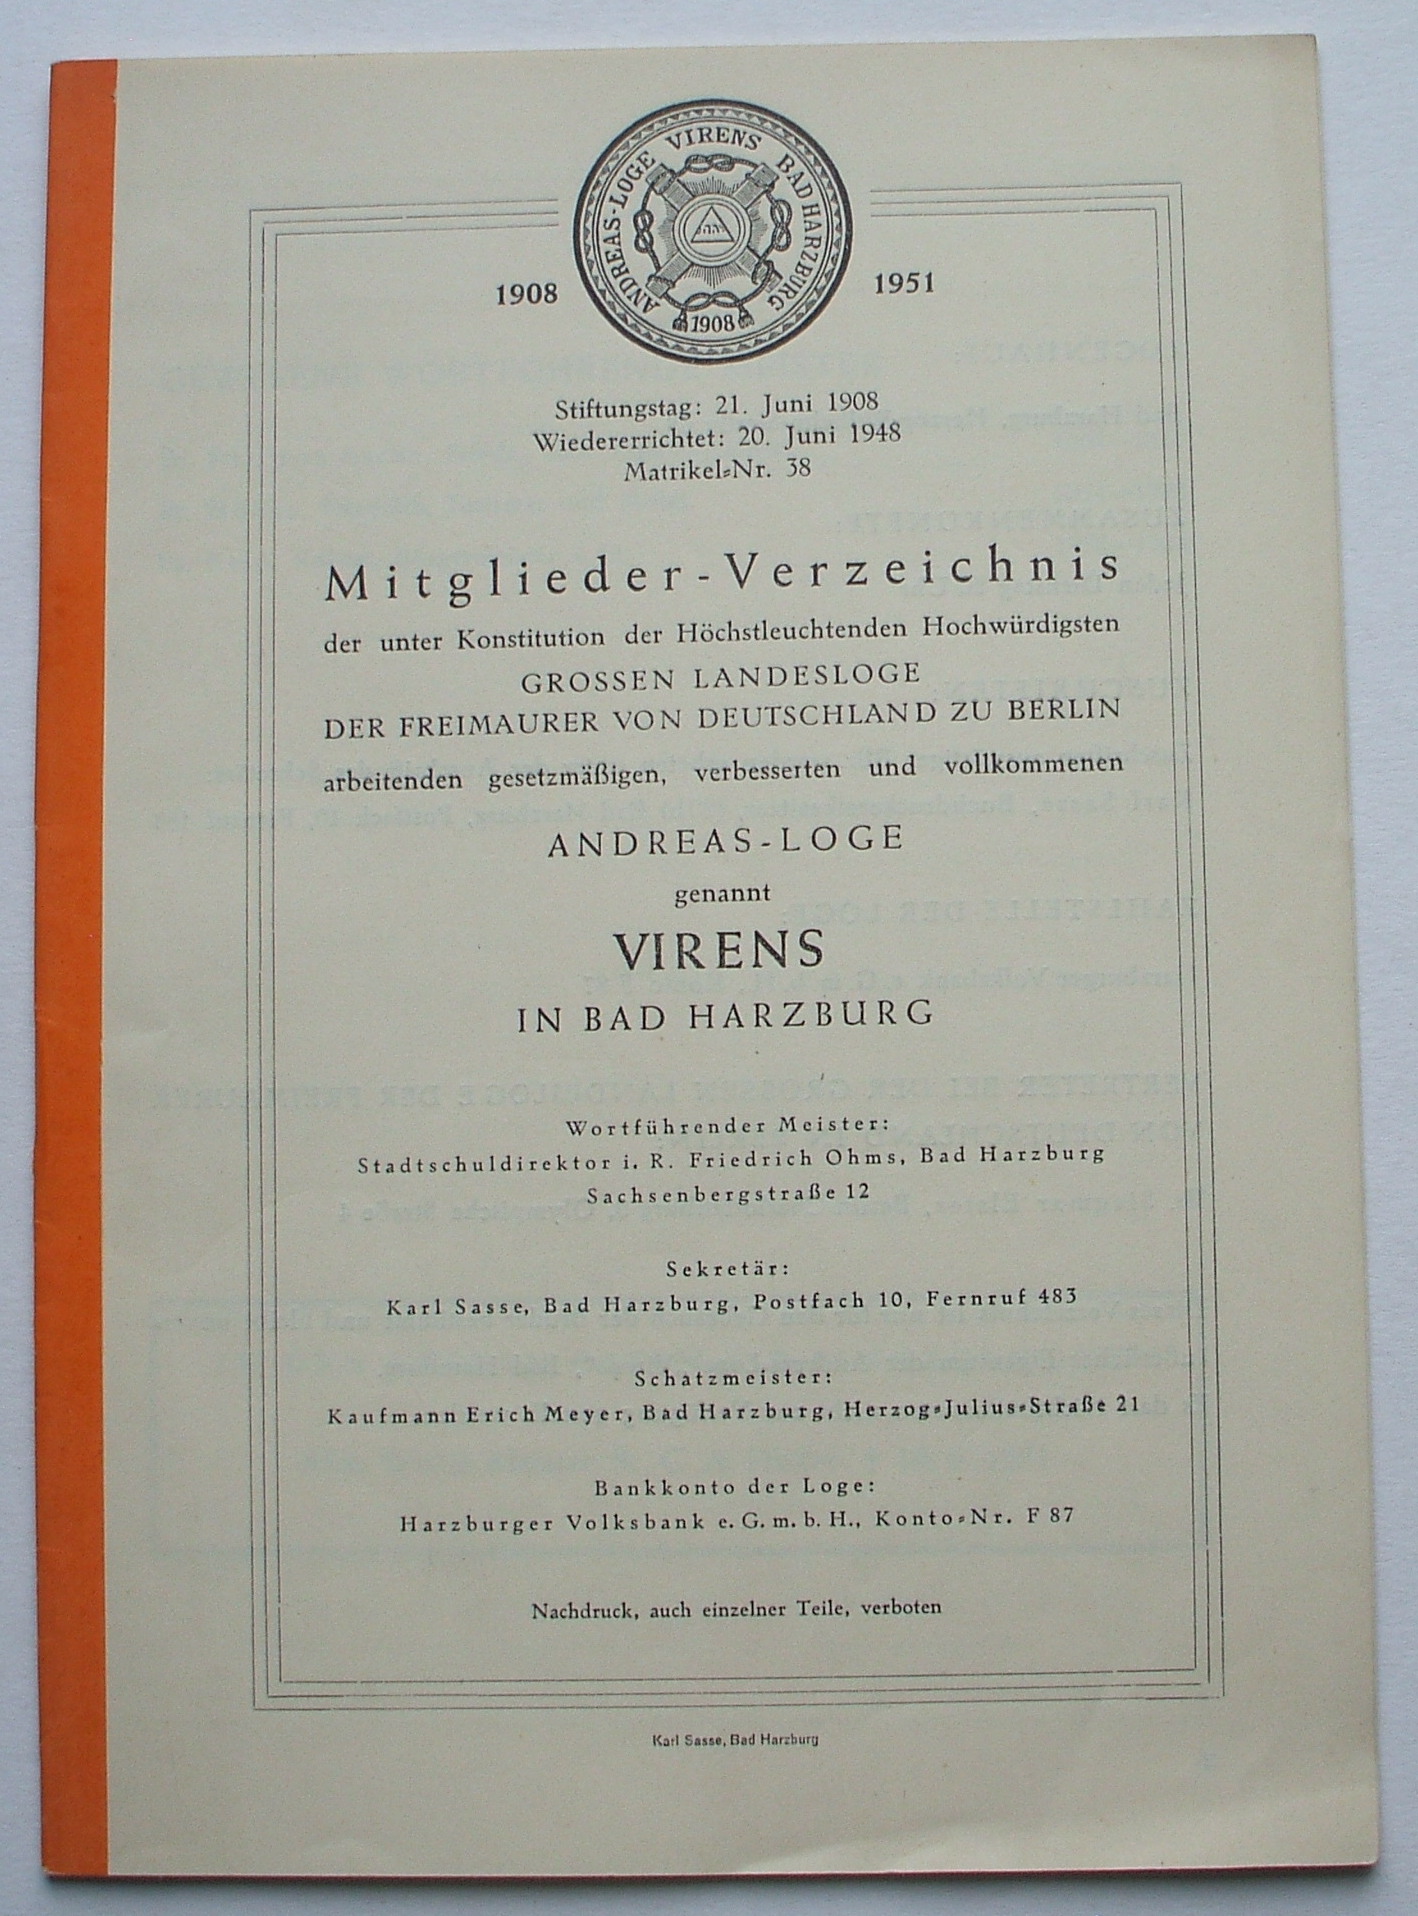 ANDREAS-LOGE VIRENS BAD HARZBURG
1908
1908 1951
Stiftungstag: 21. Juni 1908
Wiedererrichtet: 20. Juni 1948
Matrikel-Nr. 38
Mitglieder-Verzeichnis
der unter Konstitution der Höchstleuchtenden Hochwürdigsten
GROSSEN LANDESLOGE
DER FREIMAURER VON DEUTSCHLAND ZU BERLIN
arbeitenden gesetzmäßigen, verbesserten und vollkommenen
ANDREAS-LOGE
genannt
VIRENS
IN BAD HARZBURG
Wortführender Meister:
Stadtschuldirektor i. R. Friedrich Ohms, Bad Harzburg
Sachsenbergstraße 12
Sekretär:
Karl Sasse, Bad Harzburg, Postfach 10, Fernruf 483
Schatzmeister:
Kaufmann Erich Meyer, Bad Harzburg, Herzog-Julius-Straße 21
Bankkonto der Loge:
Harzburger Volksbank e. G. m. b. H., Konto-Nr. F 87
Nachdruck, auch einzelner Teile, verboten
Karl Sasse, Bad Harzburg